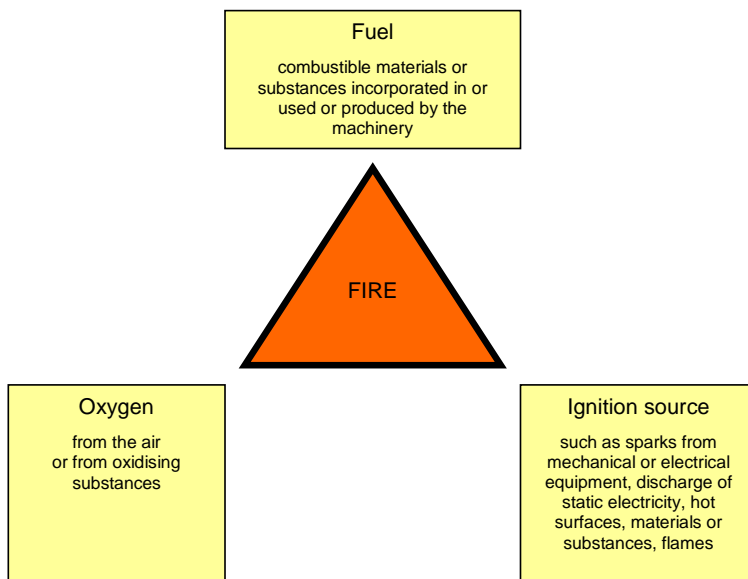 Fuel
combustible materials or
substances incorporated in or
used or produced by the
machinery
FIRE
Oxygen
from the air
or from oxidising
substances
Ignition source
such as sparks from
mechanical or electrical
equipment, discharge of
static electricity, hot
surfaces, materials or
substances, flames